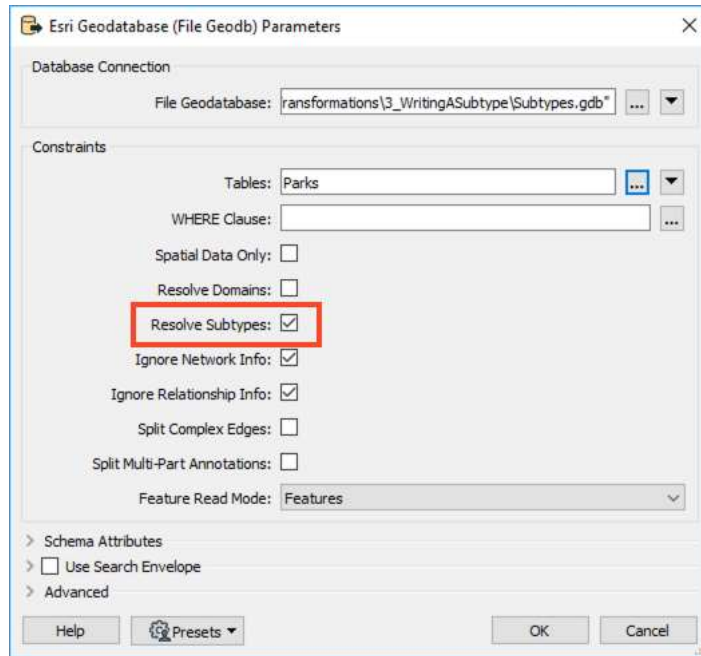 Esri Geodatabase (File Geodb) Parameters
Database Connection
File Geodatabase: ransformations\3_WritingASubtype\Subtypes.gdb" ...
Constraints
Tables: Parks ...
WHERE Clause: ...
Spatial Data Only:
Resolve Domains:
Resolve Subtypes:
Ignore Network Info:
Ignore Relationship Info:
Split Complex Edges:
Split Multi-Part Annotations:
Feature Read Mode: Features
Schema Attributes
Use Search Envelope
Advanced
Help Presets OK Cancel